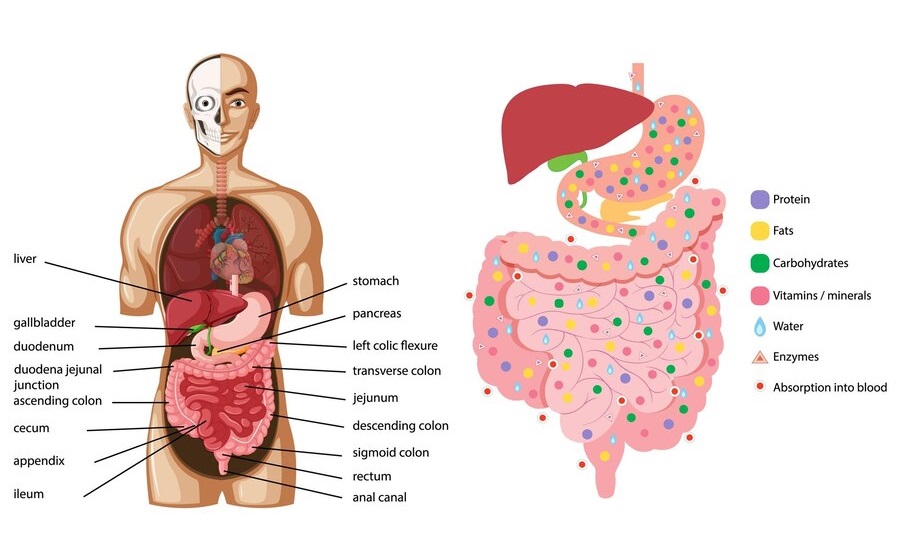 liver
gallbladder
duodenum
duodena jejunal
junction
ascending colon
cecum
appendix
ileum
stomach
pancreas
left colic flexure
transverse colon
jejunum
descending colon
sigmoid colon
rectum
anal canal
Protein
Fats
Carbohydrates
Vitamins / minerals
Water
Enzymes
Absorption into blood